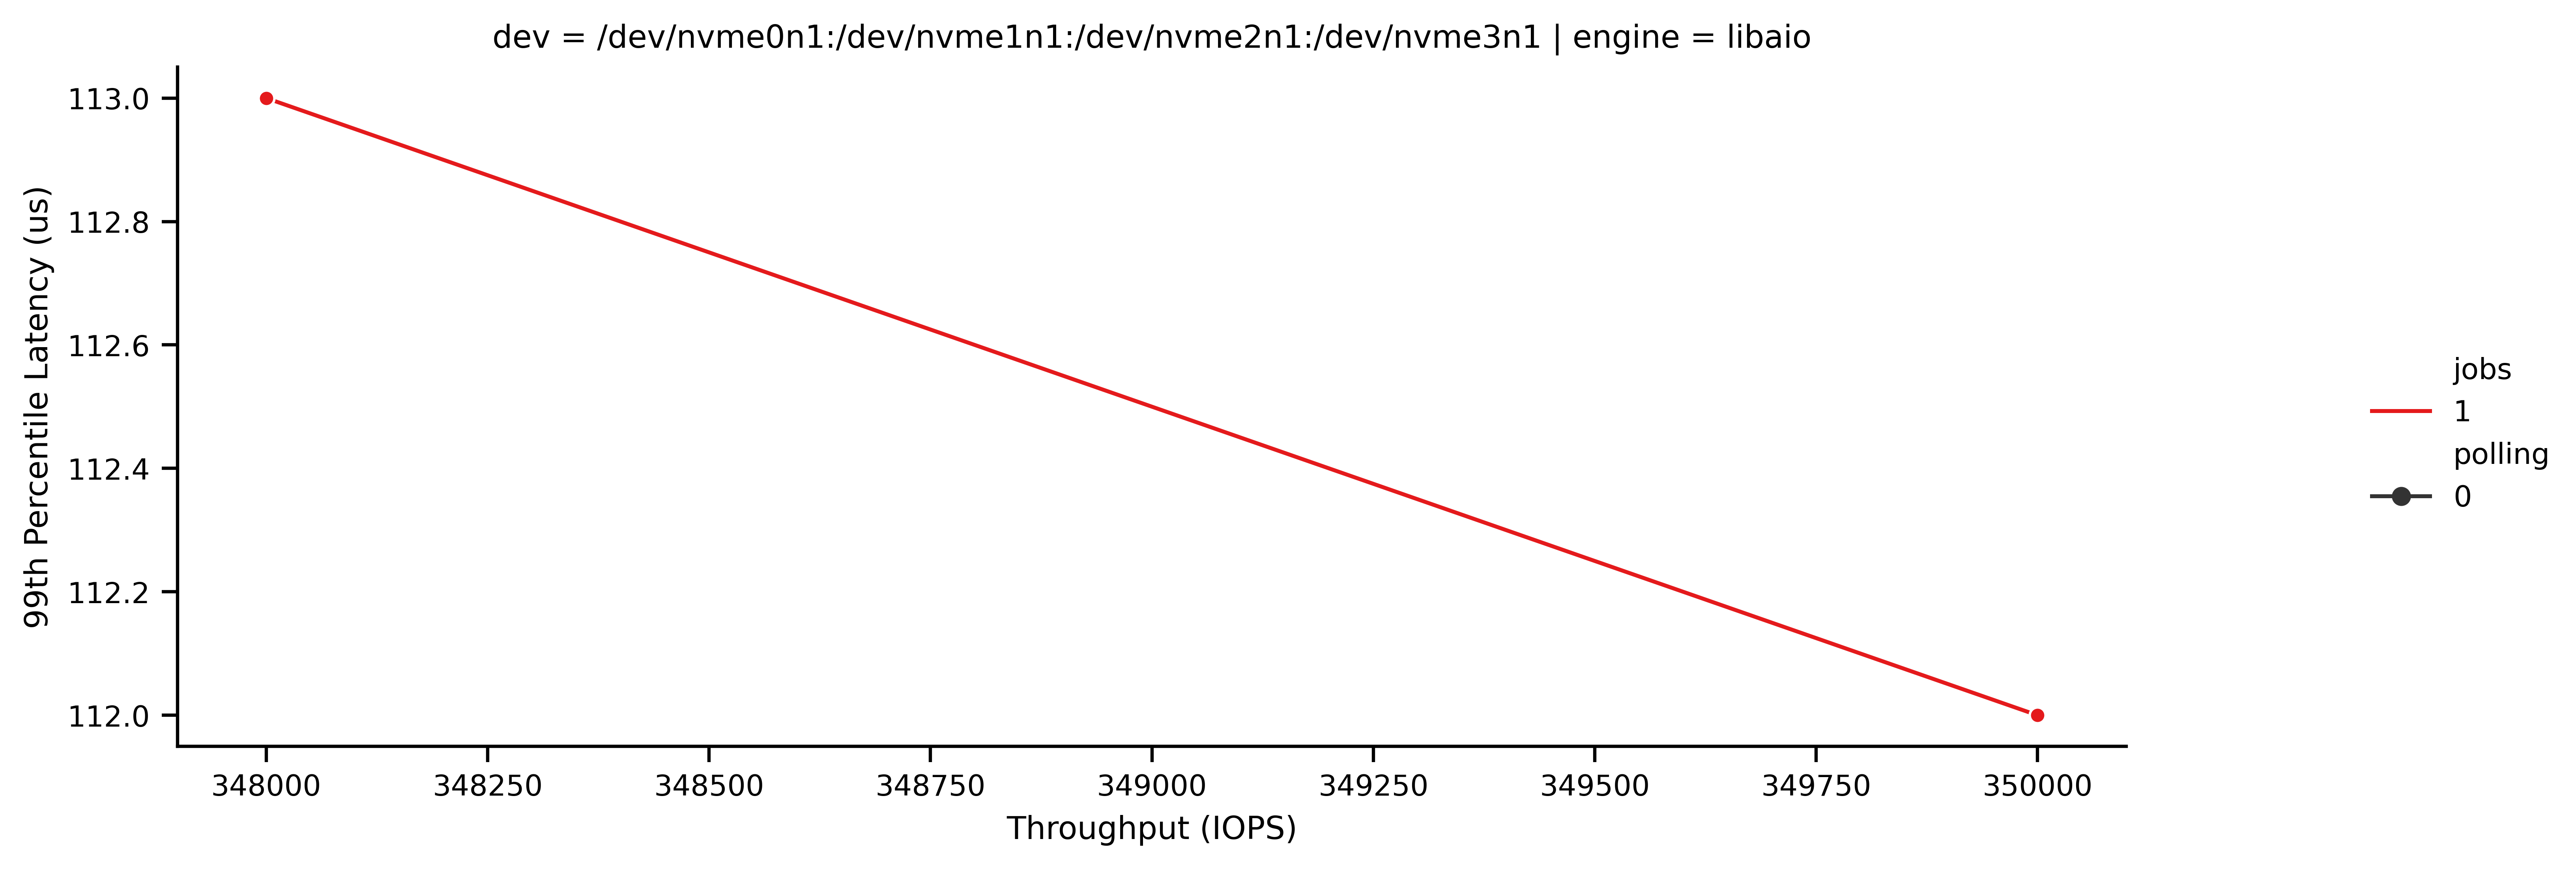 dev = /dev/nvme0n1:/dev/nvme1n1:/dev/nvme2n1:/dev/nvme3n1 | engine = libaio
99th Percentile Latency (us)
113.0
112.8
112.6
112.4
112.2
112.0
348000 348250 348500 348750 349000 349250 349500 349750 350000
Throughput (IOPS)
jobs
1
polling
0